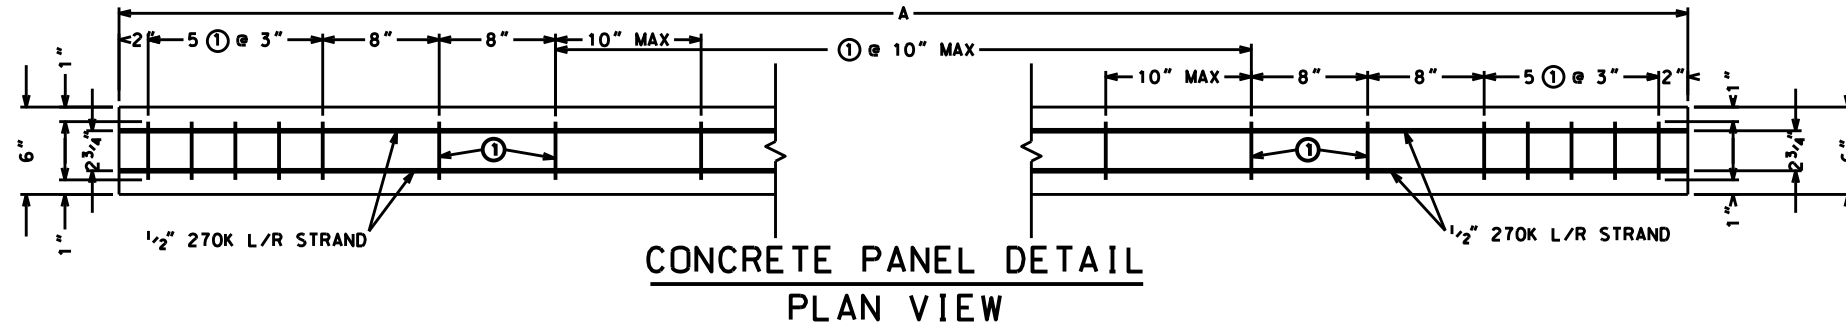 A
2" 5 ① @ 3" 8" 8" 10" MAX ① @ 10" MAX
10" MAX 8" 8" 5 ① @ 3" 2"
1" 1"
6" 2 3/4" ① ① 2 3/4" 6"
1" 1"
1/2" 270K L/R STRAND 1/2" 270K L/R STRAND
CONCRETE PANEL DETAIL
PLAN VIEW